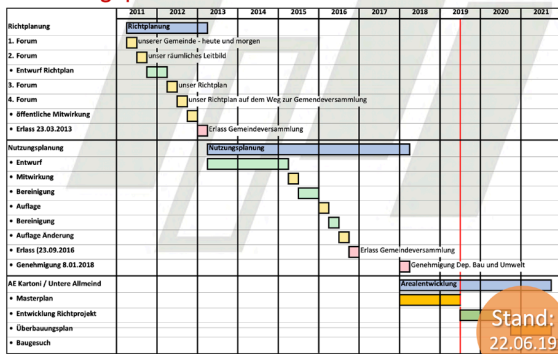 2011 2012 2013 2014 2015 2016 2017 2018 2019 2020 2021
Richtplanung Richtplanung
1. Forum unserer Gemeinde - heute und morgen
2. Forum unser räumliches Leitbild
• Entwurf Richtplan
3. Forum unser Richtplan
4. Forum unser Richtplan auf dem Weg zur Gemendeversammlung
• öffentliche Mitwirkung
• Erlass 23.03.2013 Erlass Gemeindeversammlung
Nutzungsplanung Nutzungsplanung
• Entwurf
• Mitwirkung
• Bereinigung
• Auflage
• Bereinigung
• Auflage Änderung
• Erlass (23.09.2016 Erlass Gemeindeversammlung
• Genehmigung 8.01.2018 Genehmigung Dep. Bau und Umwelt
AE Kartoni / Untere Allmeind Arealentwicklung
• Masterplan
• Entwicklung Richtprojekt
• Überbauungsplan
• Baugesuch
Stand:
22.06.19